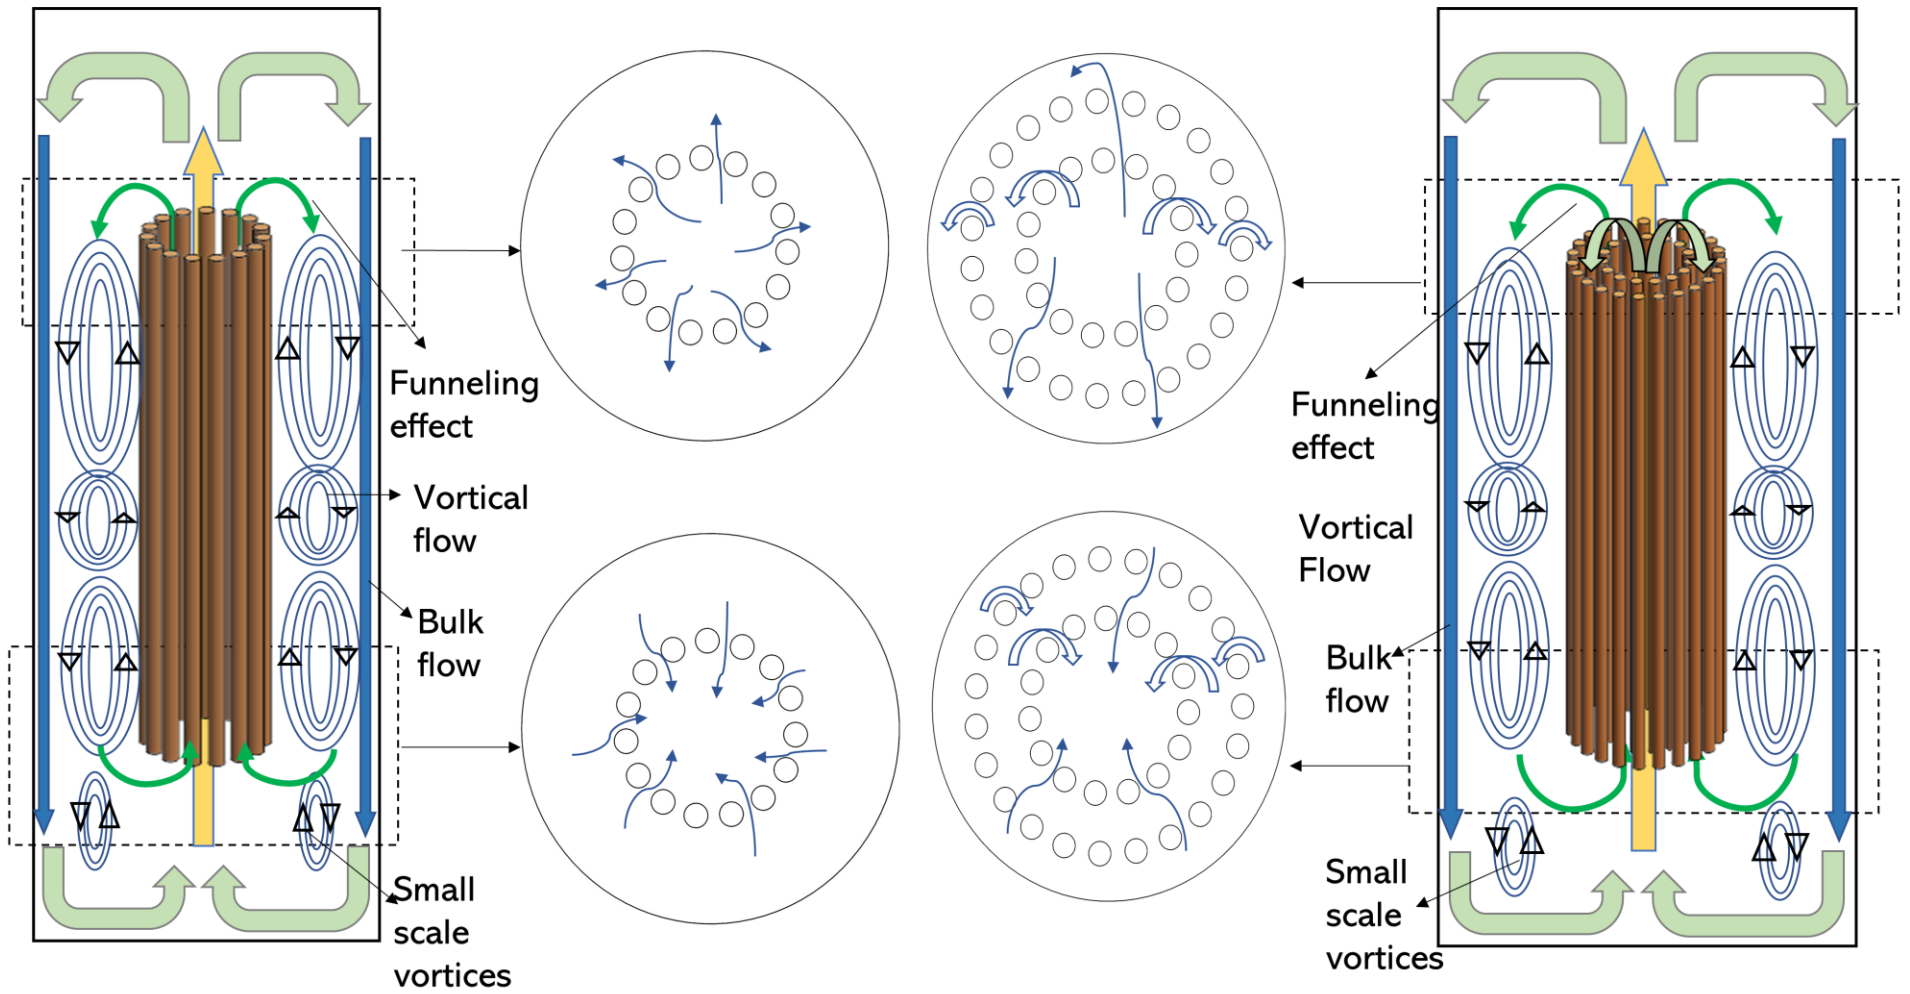 Funneling
effect
Vortical
flow
Bulk
flow
Small
scale
vortices
Funneling
effect
Vortical
Flow
Bulk
flow
Small
scale
vortices